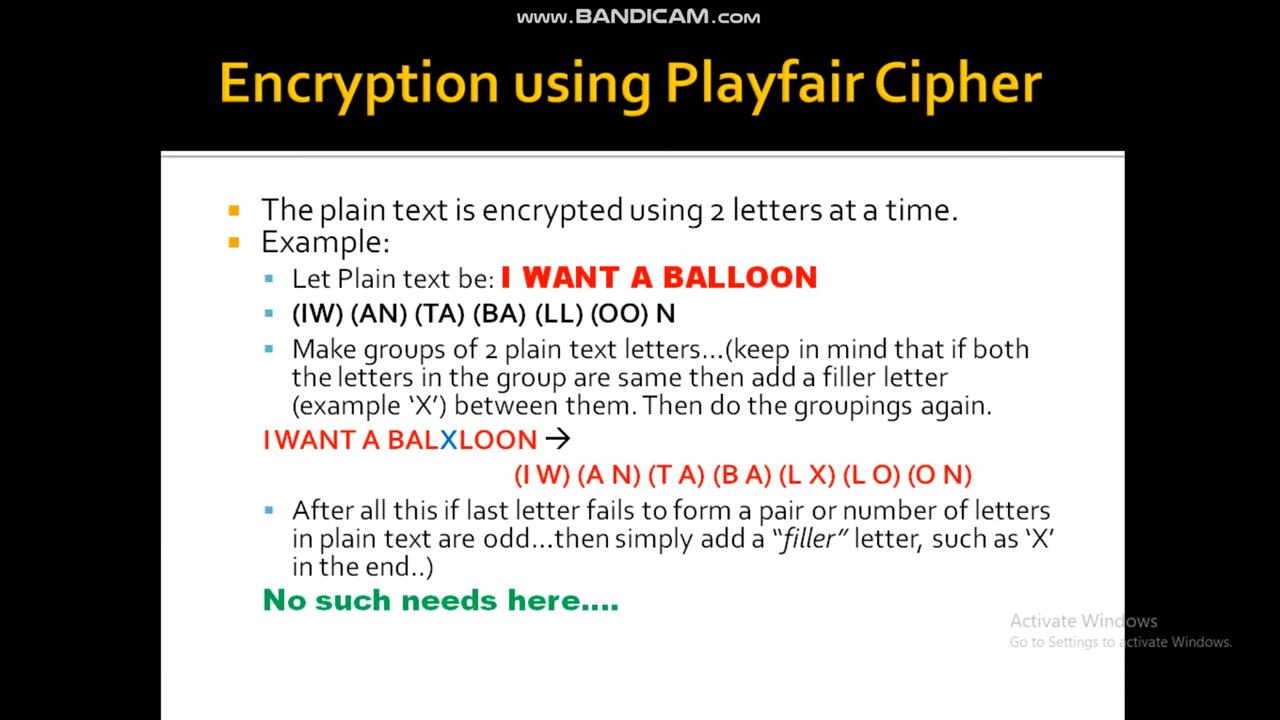 www.BANDICAM.com
Encryption using Playfair Cipher
The plain text is encrypted using 2 letters at a time.
Example:
Let Plain text be: I WANT A BALLOON
(IW) (AN) (TA) (BA) (LL) (OO) N
Make groups of 2 plain text letters...(keep in mind that if both
the letters in the group are same then add a filler letter
(example ‘X’) between them. Then do the groupings again.
I WANT A BALXLOON →
(I W) (A N) (T A) (B A) (L X) (L O) (O N)
After all this if last letter fails to form a pair or number of letters
in plain text are odd...then simply add a “filler” letter, such as ‘X’
in the end..)
No such needs here....
Activate Windows
Go to Settings to activate Windows.